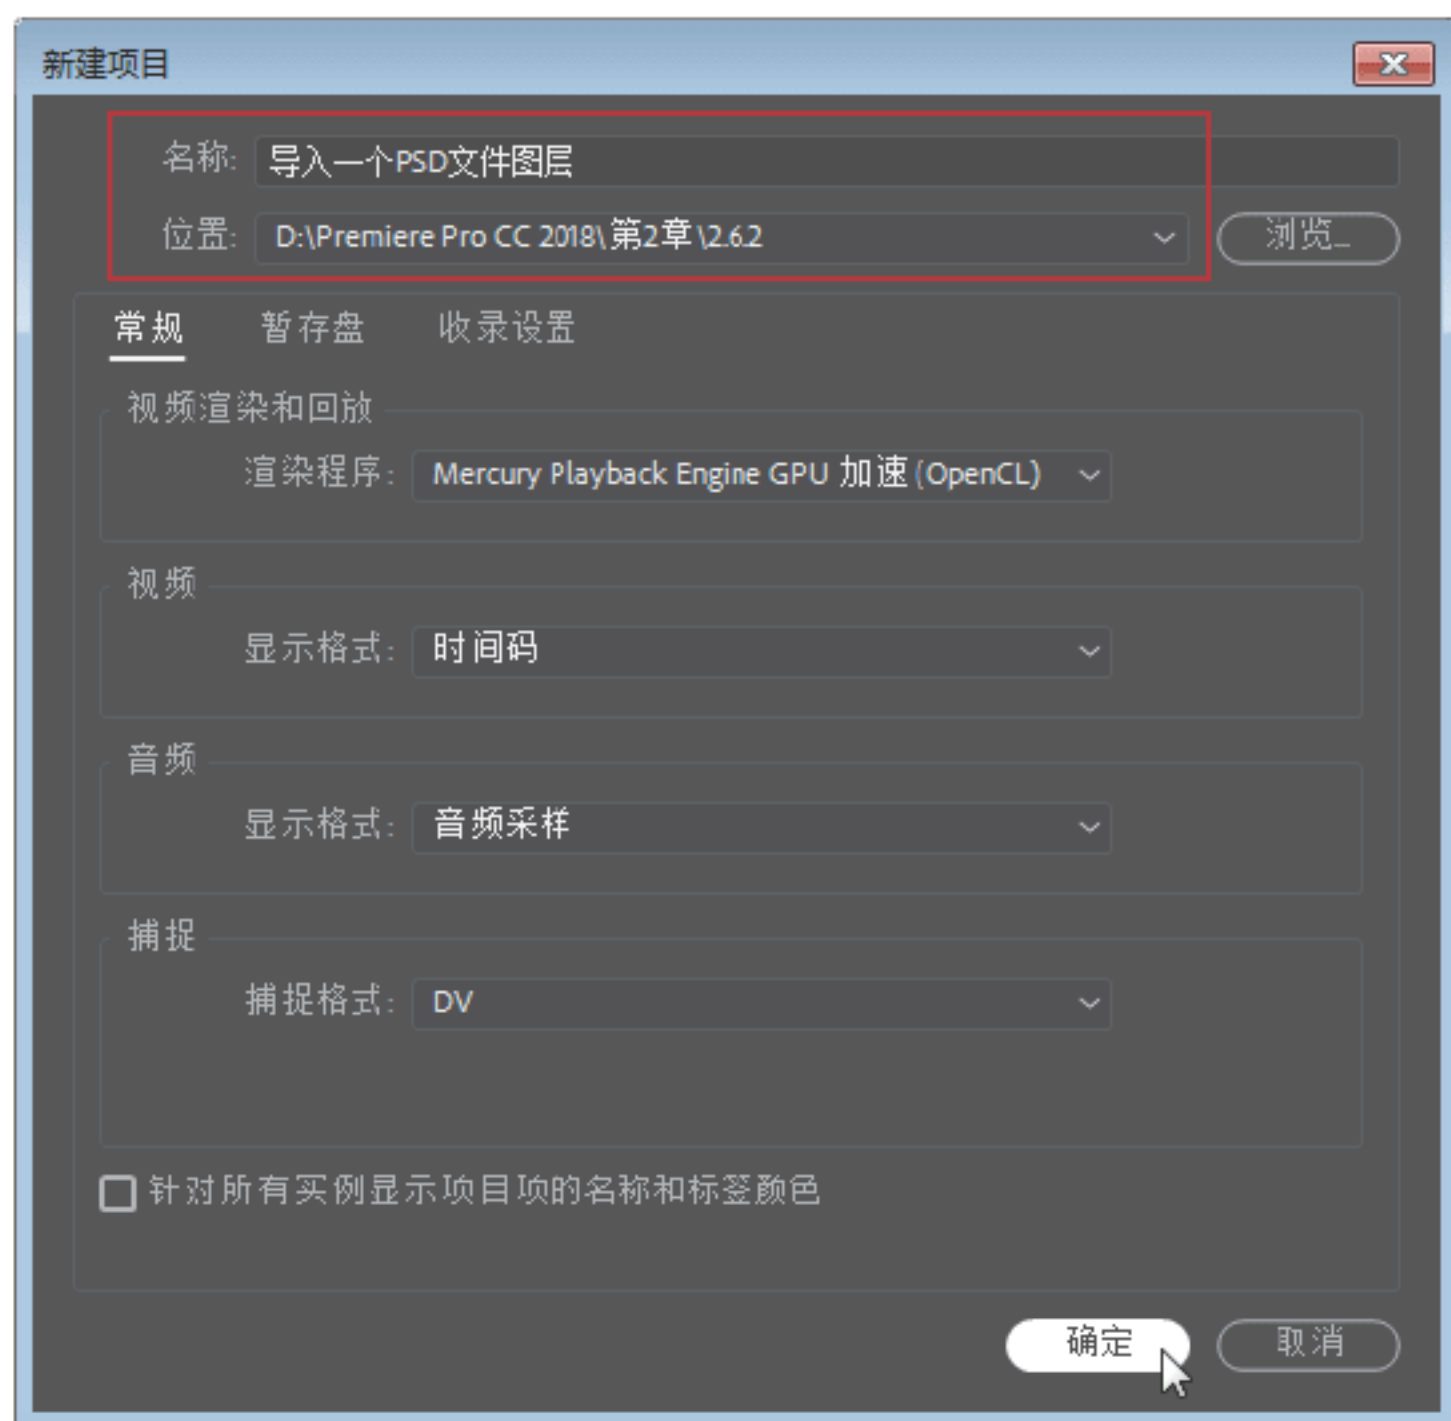 新建项目
名称: 导入一个PSD文件图层
位置: D:\Premiere Pro CC 2018\第2章\2.6.2 浏览...
常规 暂存盘 收录设置
视频渲染和回放
渲染程序: Mercury Playback Engine GPU 加速 (OpenCL)
视频
显示格式: 时间码
音频
显示格式: 音频采样
捕捉
捕捉格式: DV
针对所有实例显示项目项的名称和标签颜色
确定 取消